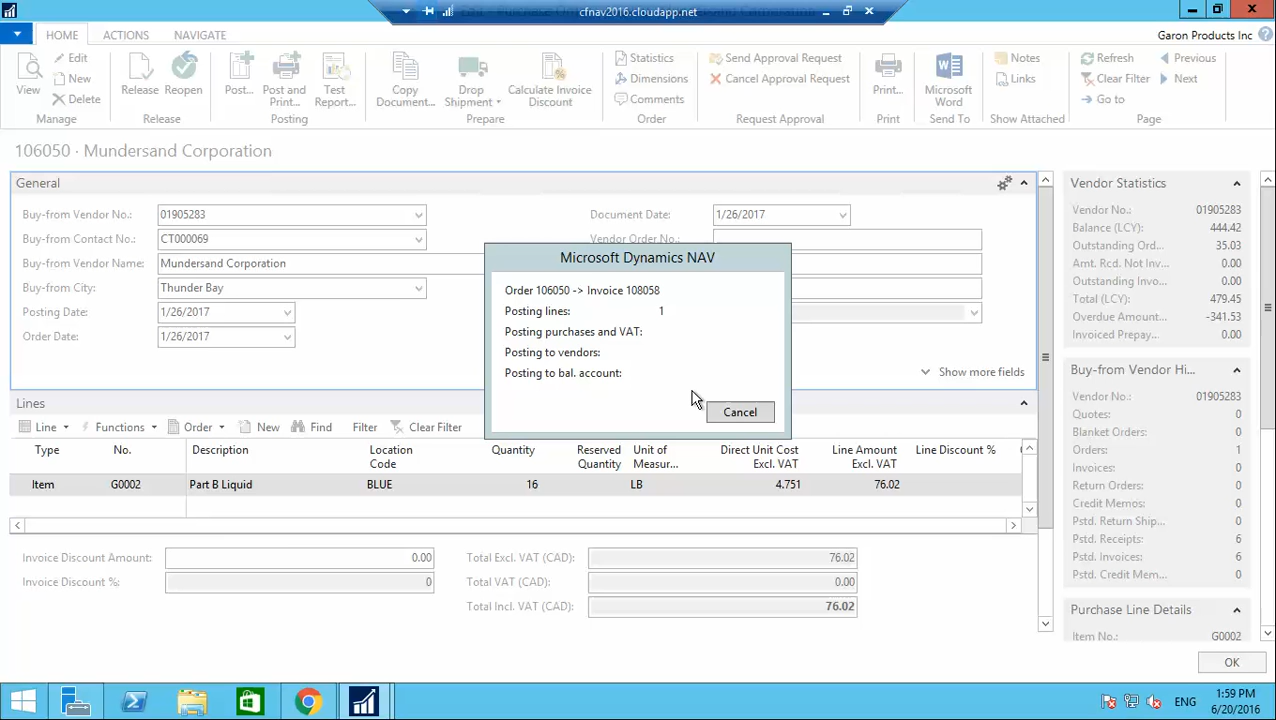 cfnav2016.cloudapp.net
HOME ACTIONS NAVIGATE Garon Products Inc
View Edit New Delete Manage
Release Reopen Release
Post... Post and Print... Test Report... Posting
Copy Document... Drop Shipment Calculate Invoice Discount Prepare
Statistics Dimensions Comments Order
Send Approval Request Cancel Approval Request Request Approval
Print... Print
Microsoft Word Send To
Notes Links Show Attached
Refresh Clear Filter Go to Previous Next Page
106050 · Mundersand Corporation
General
Buy-from Vendor No.: 01905283
Buy-from Contact No.: CT000069
Buy-from Vendor Name: Mundersand Corporation
Buy-from City: Thunder Bay
Posting Date: 1/26/2017
Order Date: 1/26/2017
Document Date: 1/26/2017
Vendor Order No.:
Show more fields
Microsoft Dynamics NAV
Order 106050 -> Invoice 108058
Posting lines: 1
Posting purchases and VAT:
Posting to vendors:
Posting to bal. account:
Cancel
Lines
Line Functions Order New Find Filter Clear Filter
Type No. Description Location Code Quantity Reserved Quantity Unit of Measur... Direct Unit Cost Excl. VAT Line Amount Excl. VAT Line Discount %
Item G0002 Part B Liquid BLUE 16 LB 4.751 76.02
Invoice Discount Amount: 0.00
Invoice Discount %: 0
Total Excl. VAT (CAD): 76.02
Total VAT (CAD): 0.00
Total Incl. VAT (CAD): 76.02
Vendor Statistics
Vendor No.: 01905283
Balance (LCY): 444.42
Outstanding Ord... 35.03
Amt. Rcd. Not Inv... 0.00
Outstanding Invo... 0.00
Total (LCY): 479.45
Overdue Amount... -341.53
Invoiced Prepay... 0.00
Buy-from Vendor Hi...
Vendor No.: 01905283
Quotes: 0
Blanket Orders: 0
Orders: 1
Invoices: 0
Return Orders: 0
Credit Memos: 0
Pstd. Return Ship... 0
Pstd. Receipts: 6
Pstd. Invoices: 6
Pstd. Credit Mem... 0
Purchase Line Details
Item No.: G0002
OK
ENG 1:59 PM
6/20/2016